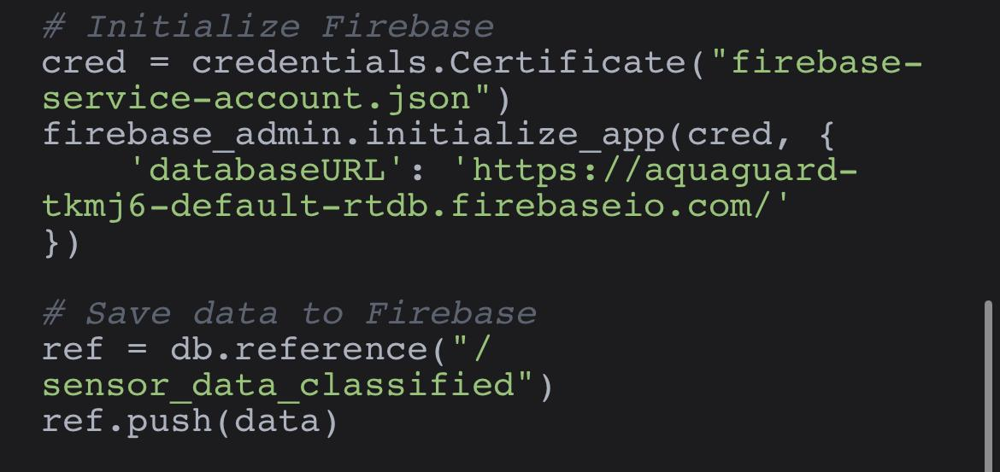 # Initialize Firebase
cred = credentials.Certificate("firebase-
service-account.json")
firebase_admin.initialize_app(cred, {
    'databaseURL': 'https://aquaguard-
tkmj6-default-rtdb.firebaseio.com/'
})

# Save data to Firebase
ref = db.reference("/
sensor_data_classified")
ref.push(data)